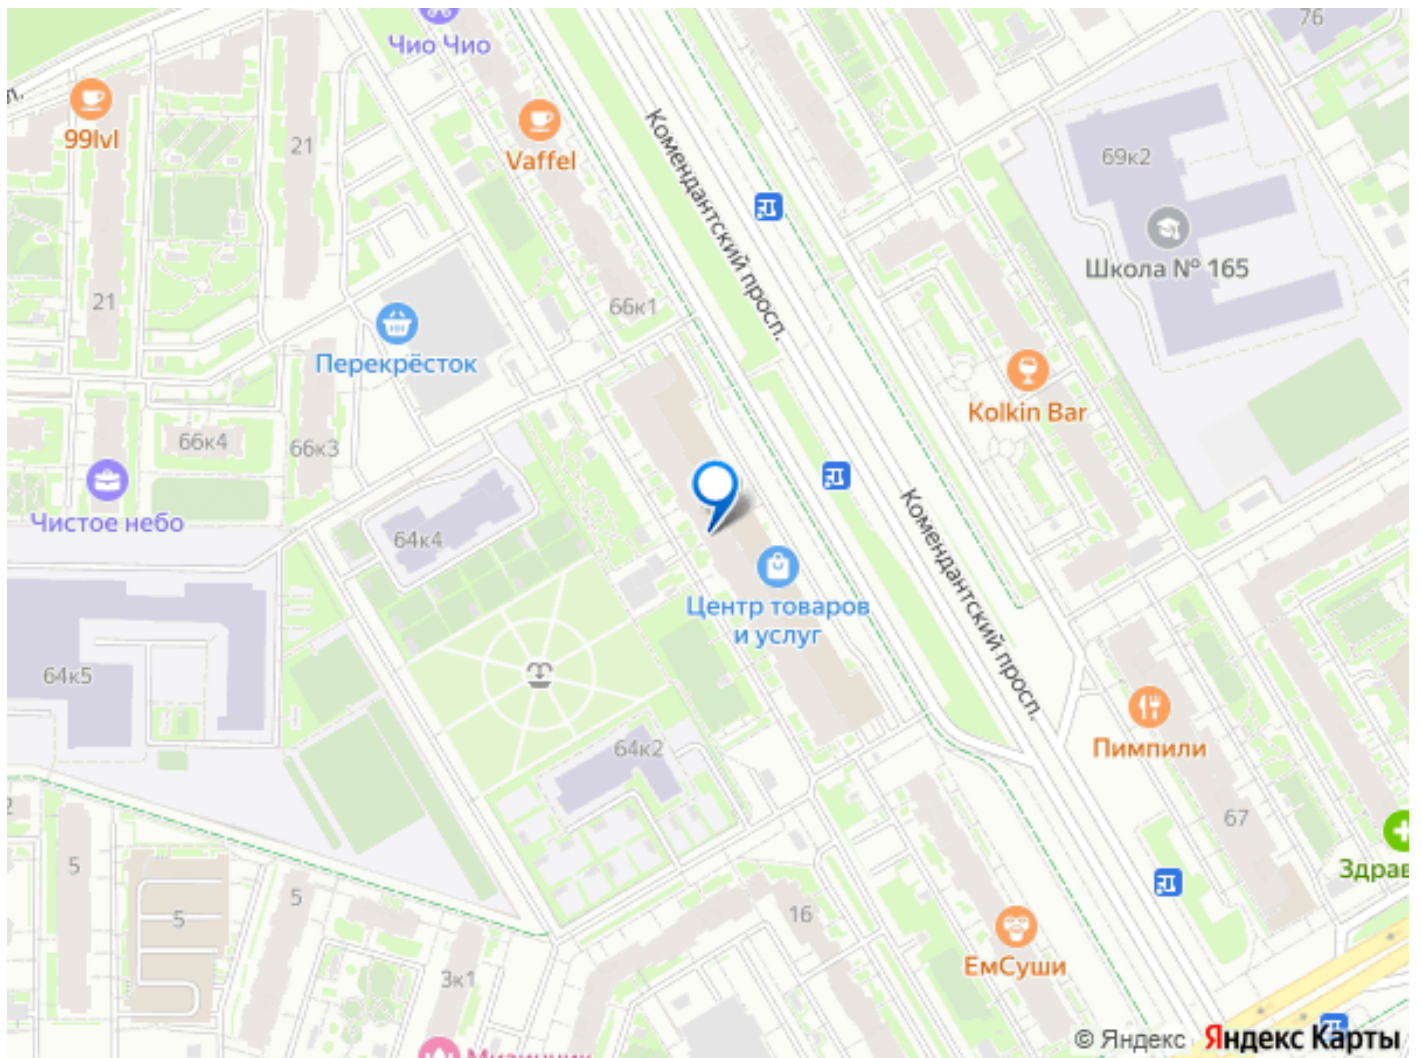 76
Чио Чио
99lvl
21
Vaffel
Комендантский просп.
69к2
Школа № 165
21
66к1
Перекрёсток
Kolkin Bar
66к4
66к3
Чистое небо
64к4
Комендантский просп.
Центр товаров
и услуг
64к5
64к2
Пимпили
67
5
5
5
16
Здрав
ЕмСуши
3к1
© Яндекс Яндекс Карты